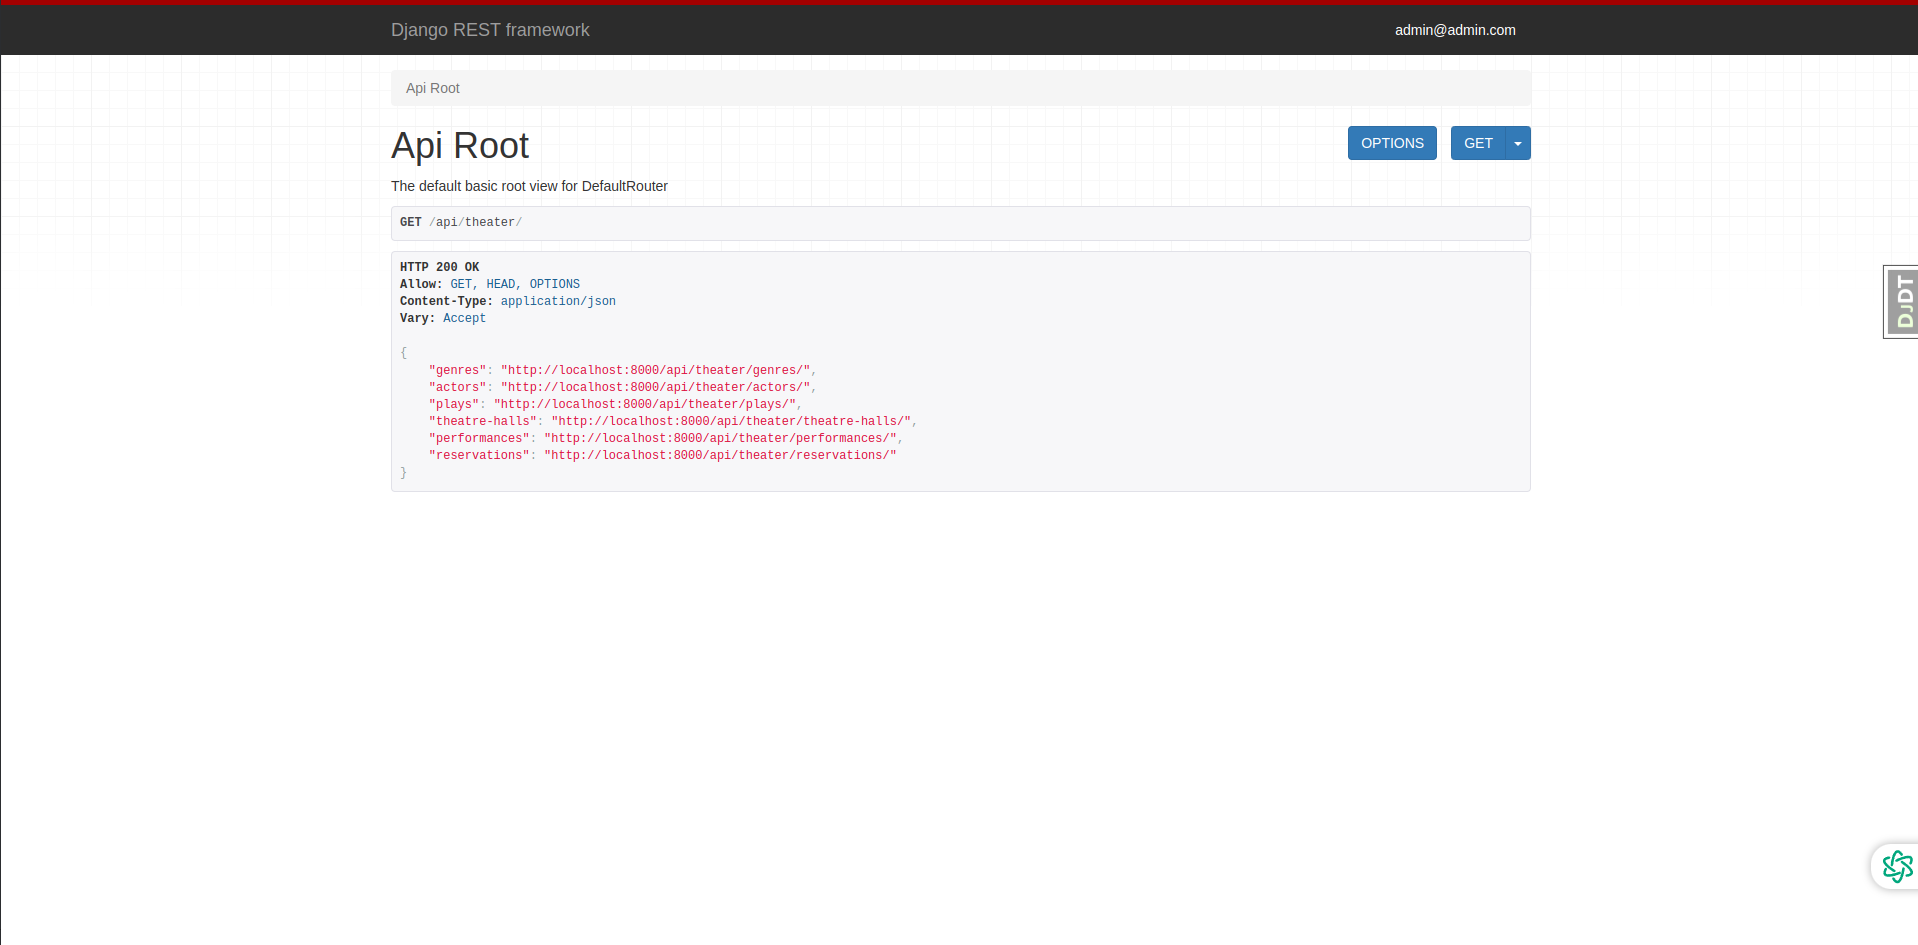 Django REST framework
admin@admin.com
Api Root
Api Root
OPTIONS
GET
The default basic root view for DefaultRouter
GET /api/theater/
HTTP 200 OK
Allow: GET, HEAD, OPTIONS
Content-Type: application/json
Vary: Accept
{
    "genres": "http://localhost:8000/api/theater/genres/",
    "actors": "http://localhost:8000/api/theater/actors/",
    "plays": "http://localhost:8000/api/theater/plays/",
    "theatre-halls": "http://localhost:8000/api/theater/theatre-halls/",
    "performances": "http://localhost:8000/api/theater/performances/",
    "reservations": "http://localhost:8000/api/theater/reservations/"
}
DJDT